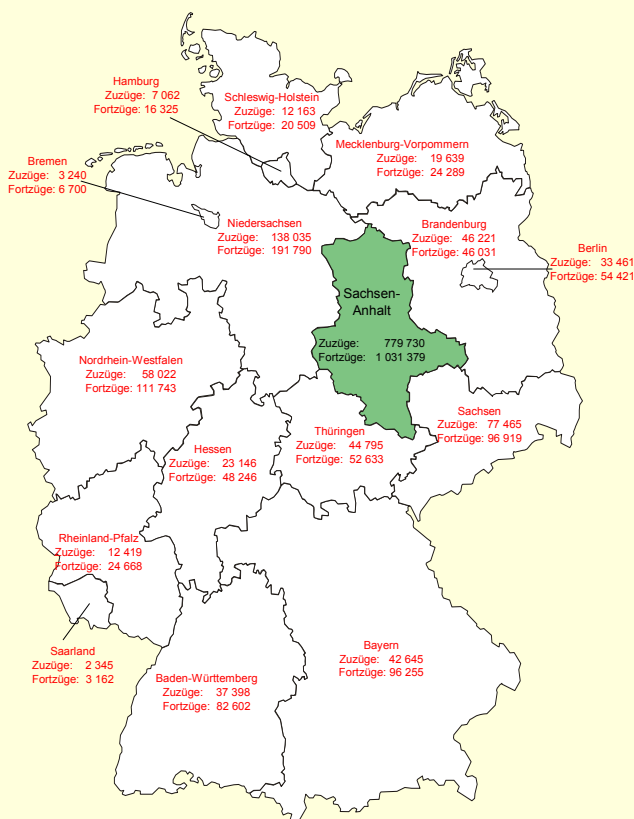 Hamburg
Zuzüge: 7 062
Fortzüge: 16 325
Schleswig-Holstein
Zuzüge: 12 163
Fortzüge: 20 509
Mecklenburg-Vorpommern
Zuzüge: 19 639
Fortzüge: 24 289
Bremen
Zuzüge: 3 240
Fortzüge: 6 700
Niedersachsen
Zuzüge: 138 035
Fortzüge: 191 790
Brandenburg
Zuzüge: 46 221
Fortzüge: 46 031
Berlin
Zuzüge: 33 461
Fortzüge: 54 421
Sachsen-
Anhalt
Zuzüge: 779 730
Fortzüge: 1 031 379
Nordrhein-Westfalen
Zuzüge: 58 022
Fortzüge: 111 743
Hessen
Zuzüge: 23 146
Fortzüge: 48 246
Thüringen
Zuzüge: 44 795
Fortzüge: 52 633
Sachsen
Zuzüge: 77 465
Fortzüge: 96 919
Rheinland-Pfalz
Zuzüge: 12 419
Fortzüge: 24 668
Saarland
Zuzüge: 2 345
Fortzüge: 3 162
Baden-Württemberg
Zuzüge: 37 398
Fortzüge: 82 602
Bayern
Zuzüge: 42 645
Fortzüge: 96 255